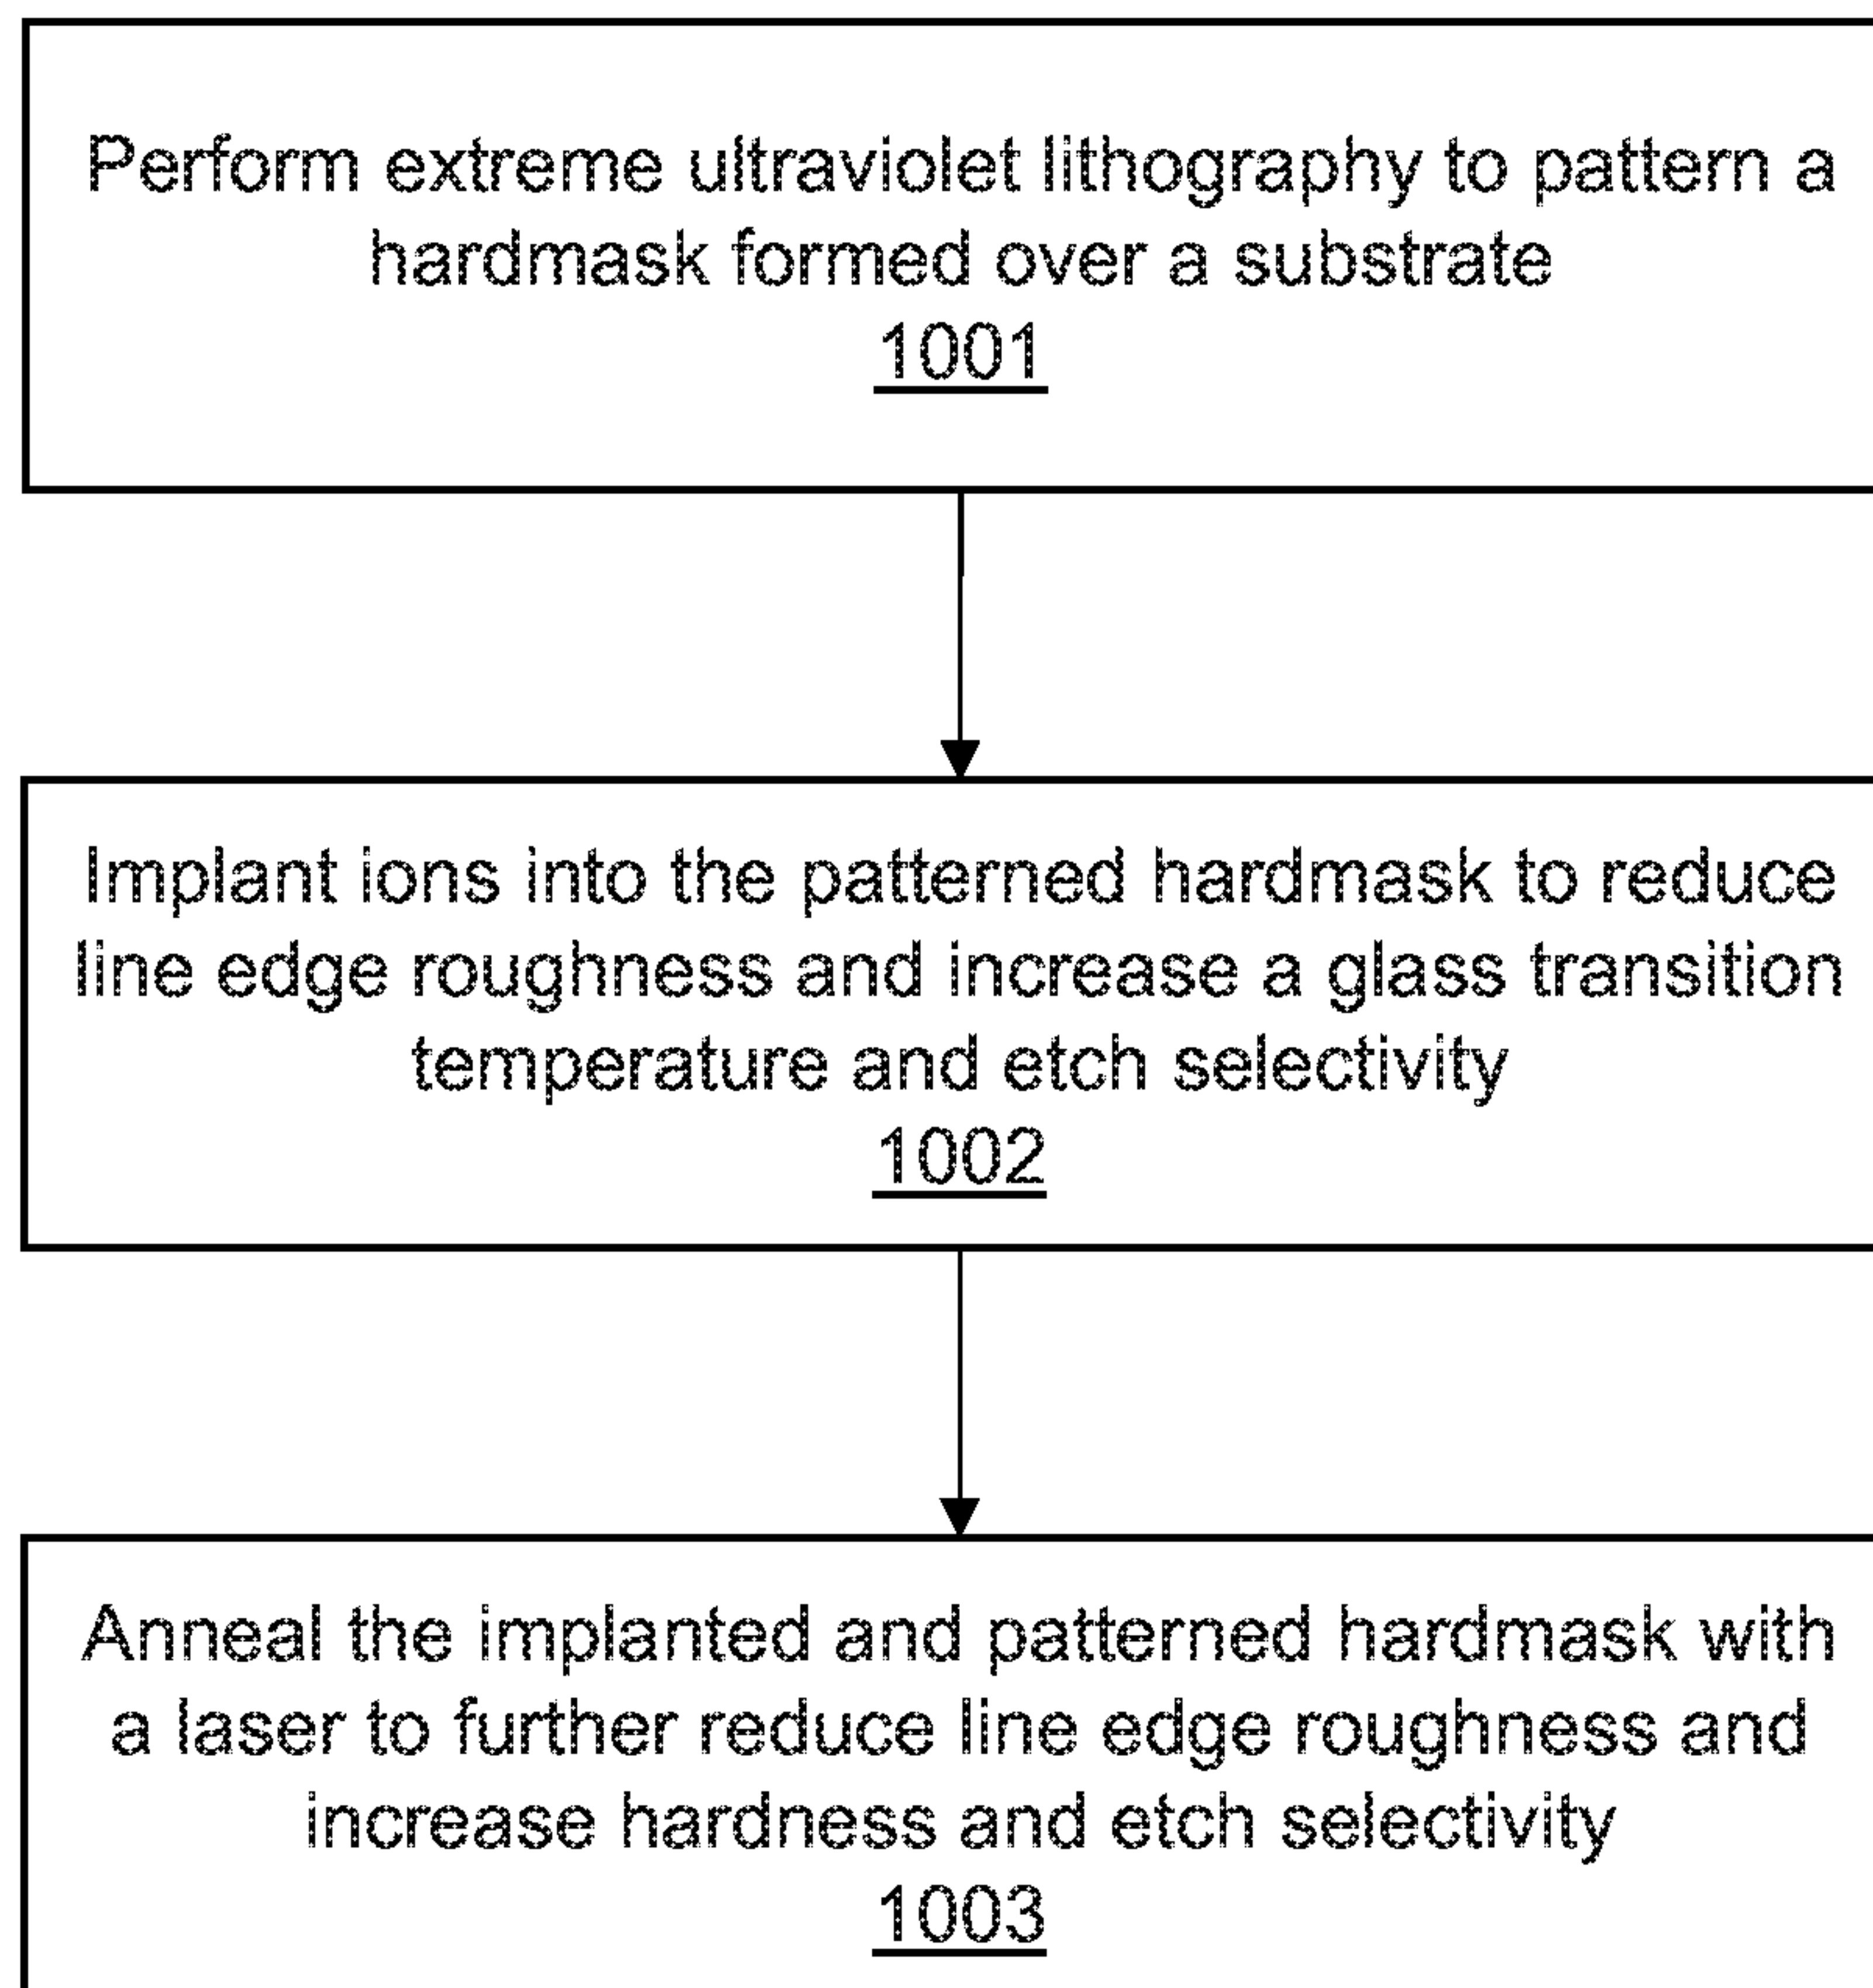 Perform extreme ultraviolet lithography to pattern a
hardmask formed over a substrate
1001
Implant ions into the patterned hardmask to reduce
line edge roughness and increase a glass transition
temperature and etch selectivity
1002
Anneal the implanted and patterned hardmask with
a laser to further reduce line edge roughness and
increase hardness and etch selectivity
1003